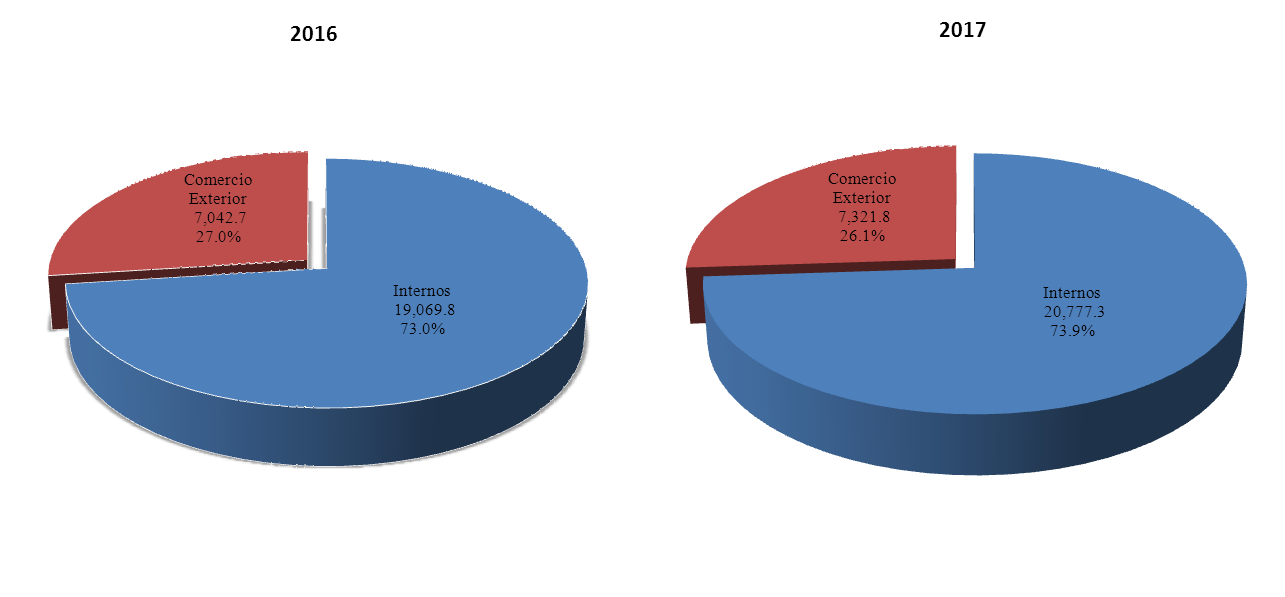 2016
Comercio
Exterior
7,042.7
27.0%
Internos
19,069.8
73.0%
2017
Comercio
Exterior
7,321.8
26.1%
Internos
20,777.3
73.9%